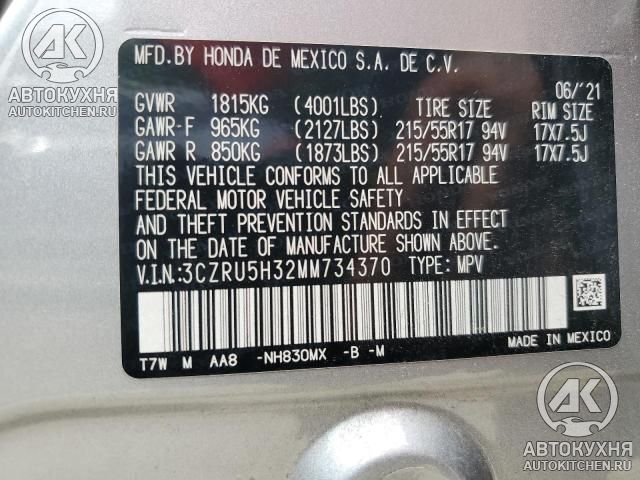 MFD.BY HONDA DE MEXICO S.A. DE C.V.
06/'21
GVWR 1815KG (4001LBS) TIRE SIZE RIM SIZE
GAWR-F 965KG (2127LBS) 215/55R17 94V 17X7.5J
GAWR R 850KG (1873LBS) 215/55R17 94V 17X7.5J
THIS VEHICLE CONFORMS TO ALL APPLICABLE
FEDERAL MOTOR VEHICLE SAFETY
AND THEFT PREVENTION STANDARDS IN EFFECT
ON THE DATE OF MANUFACTURE SHOWN ABOVE.
V.I.N:3CZRU5H32MM734370 TYPE: MPV
T7W M AA8 -NH830MX -B -M
MADE IN MEXICO
АК
АВТОКУХНЯ
AUTOKITCHEN.RU
АК
АВТОКУХНЯ
AUTOKITCHEN.RU